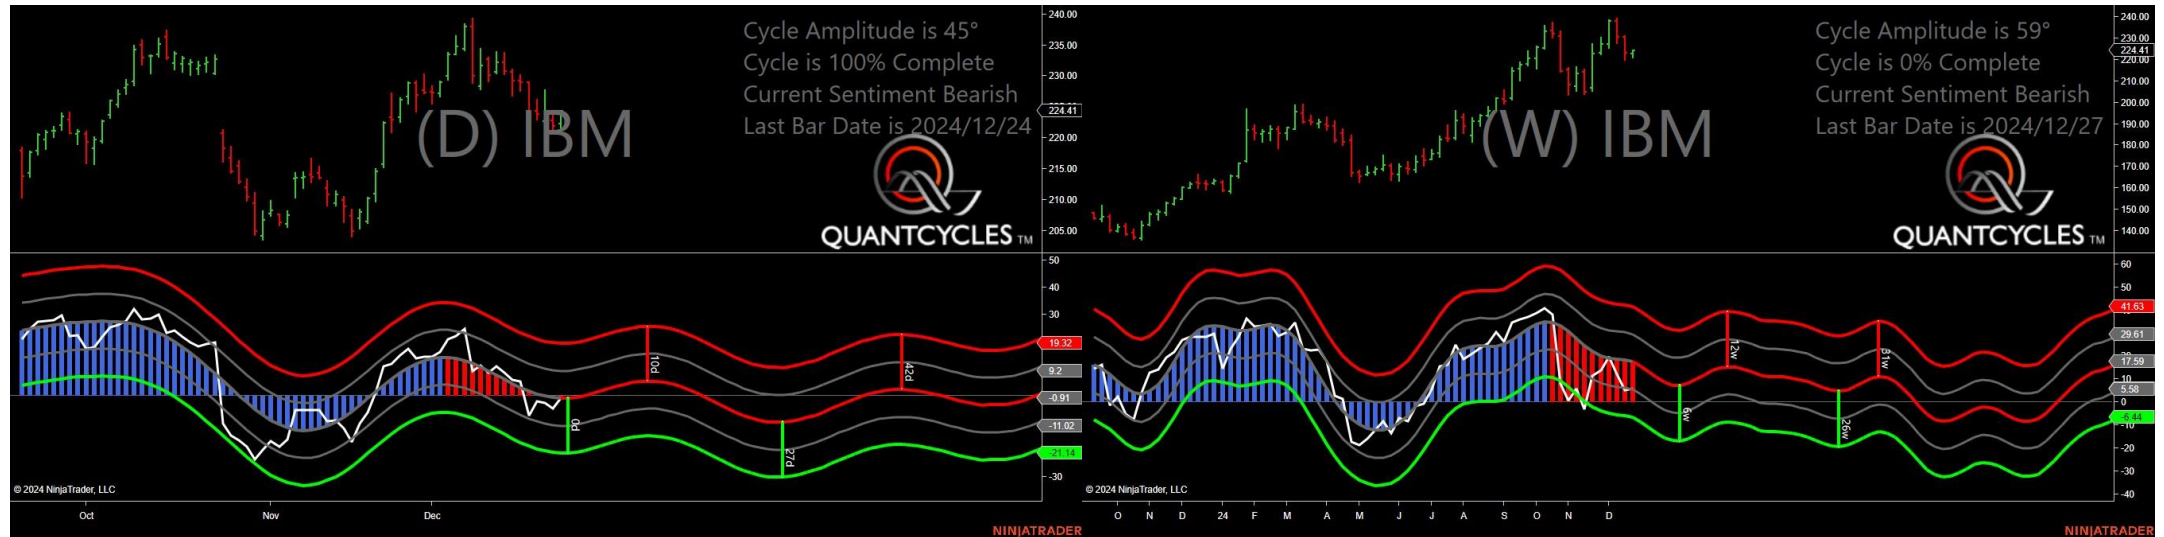 Cycle Amplitude is 45°
Cycle is 100% Complete
Current Sentiment Bearish
Last Bar Date is 2024/12/24
(D) IBM
QUANTCYCLES TM
240.00
235.00
230.00
224.41
220.00
215.00
210.00
205.00
50
40
30
19.32
9.2
-0.91
-11.02
-21.14
-30
10d
42d
0d
27d
© 2024 NinjaTrader, LLC
Oct
Nov
Dec
NINJATRADER
Cycle Amplitude is 59°
Cycle is 0% Complete
Current Sentiment Bearish
Last Bar Date is 2024/12/27
(W) IBM
QUANTCYCLES TM
240.00
230.00
224.41
220.00
210.00
200.00
190.00
180.00
170.00
160.00
150.00
140.00
60
50
41.63
29.61
17.59
10
5.58
0
-6.44
-10
-20
-30
-40
12w
31w
6w
26w
© 2024 NinjaTrader, LLC
O N D 24 F M A M J J A S O N D
NINJATRADER